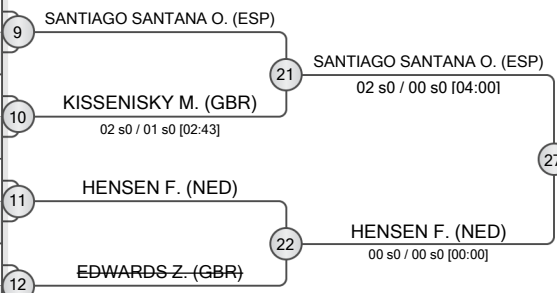 9
SANTIAGO SANTANA O. (ESP)
21
SANTIAGO SANTANA O. (ESP)
02 s0 / 00 s0 [04:00]
10
KISSENISKY M. (GBR)
02 s0 / 01 s0 [02:43]
27
11
HENSEN F. (NED)
22
HENSEN F. (NED)
00 s0 / 00 s0 [00:00]
12
EDWARDS Z. (GBR)